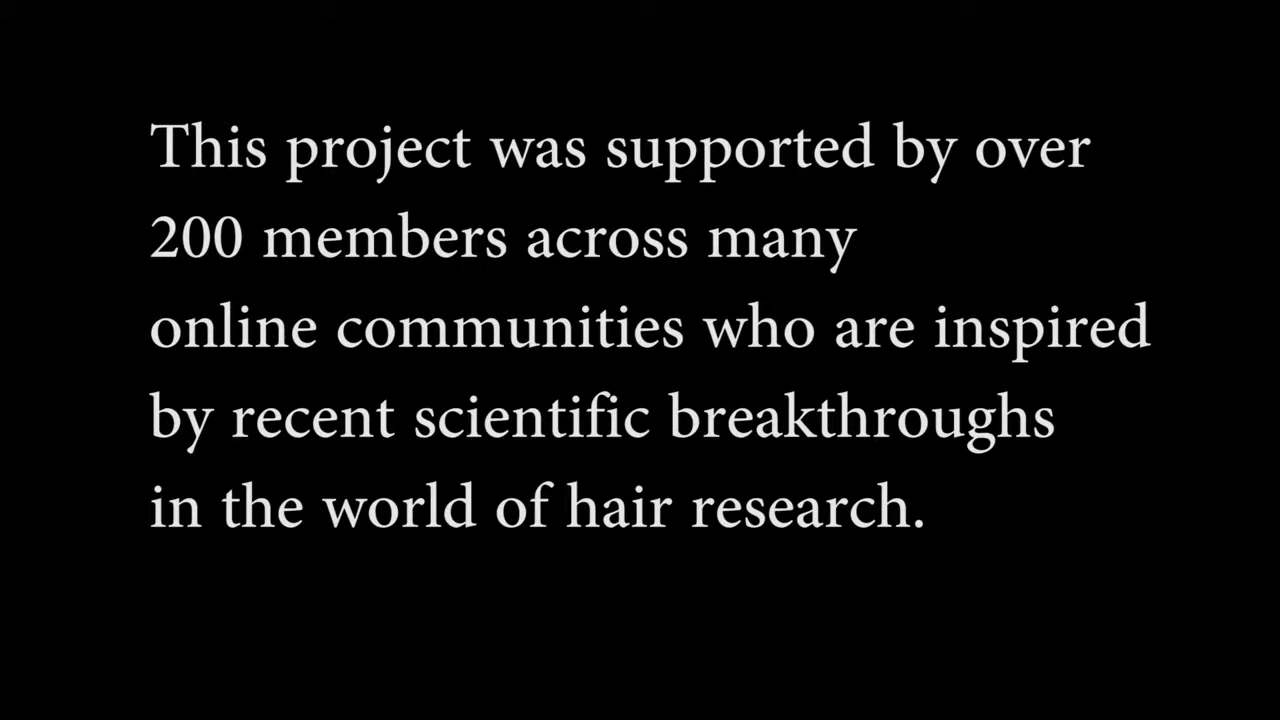 This project was supported by over
200 members across many
online communities who are inspired
by recent scientific breakthroughs
in the world of hair research.